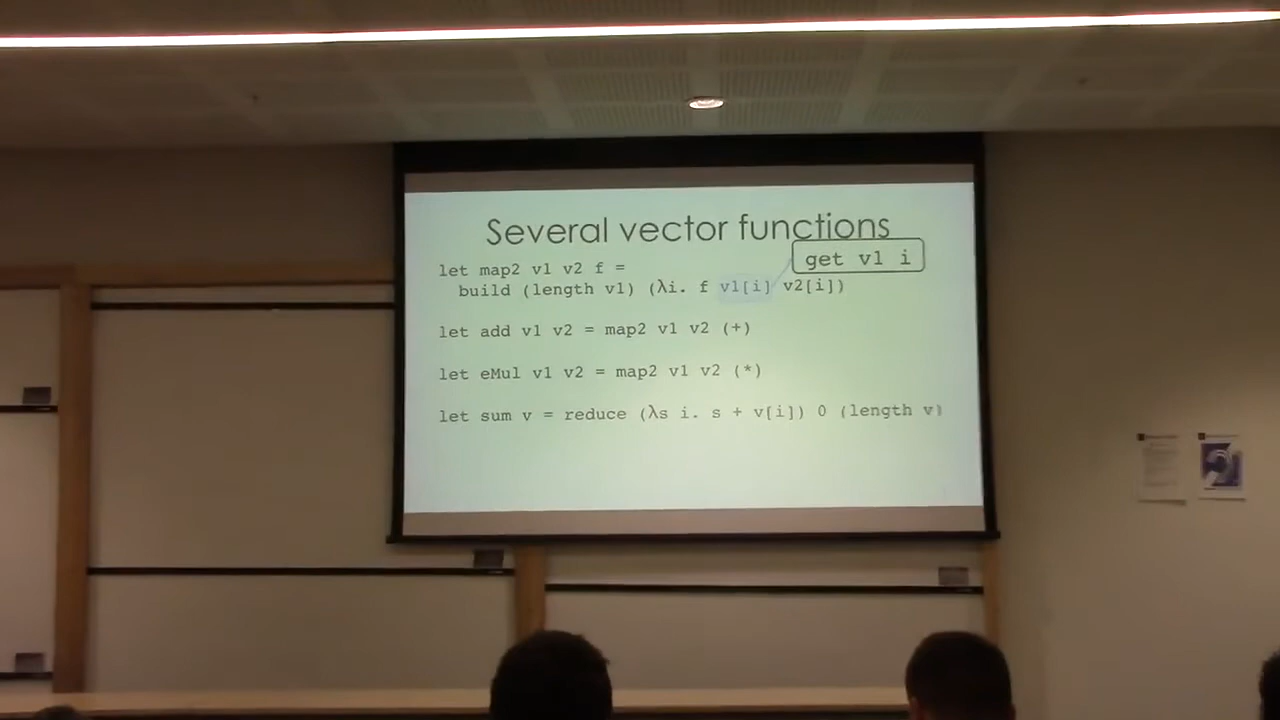 Several vector functions
get v1 i
let map2 v1 v2 f =
build (length v1) (λi. f v1[i] v2[i])
let add v1 v2 = map2 v1 v2 (+)
let eMul v1 v2 = map2 v1 v2 (*)
let sum v = reduce (λs i. s + v[i]) 0 (length v)